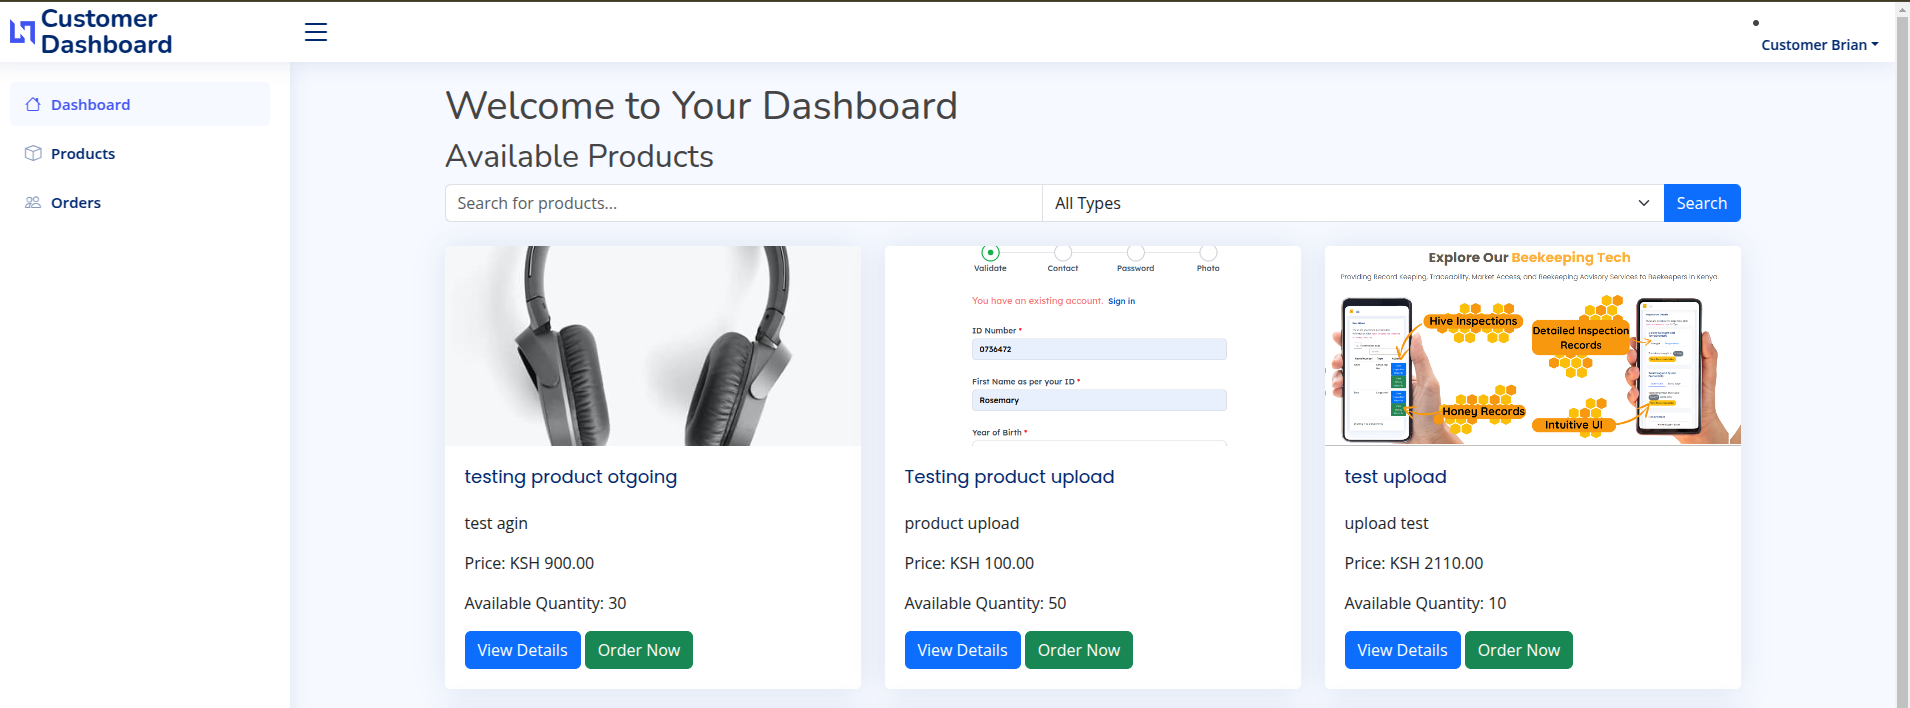 Customer
Dashboard
Customer Brian
Dashboard
Products
Orders
Welcome to Your Dashboard
Available Products
Search for products...
All Types
Search
Validate
Contact
Password
Photo
You have an existing account. Sign in
ID Number *
0736472
First Name as per your ID *
Rosemary
Year of Birth *
Explore Our Beekeeping Tech
Providing Record Keeping, Traceability, Market Access, and Beekeeping Advisory Services to Beekeepers in Kenya.
Hive Inspections
Detailed Inspection
Records
Honey Records
Intuitive UI
testing product otgoing
test agin
Price: KSH 900.00
Available Quantity: 30
View Details
Order Now
Testing product upload
product upload
Price: KSH 100.00
Available Quantity: 50
View Details
Order Now
test upload
upload test
Price: KSH 2110.00
Available Quantity: 10
View Details
Order Now